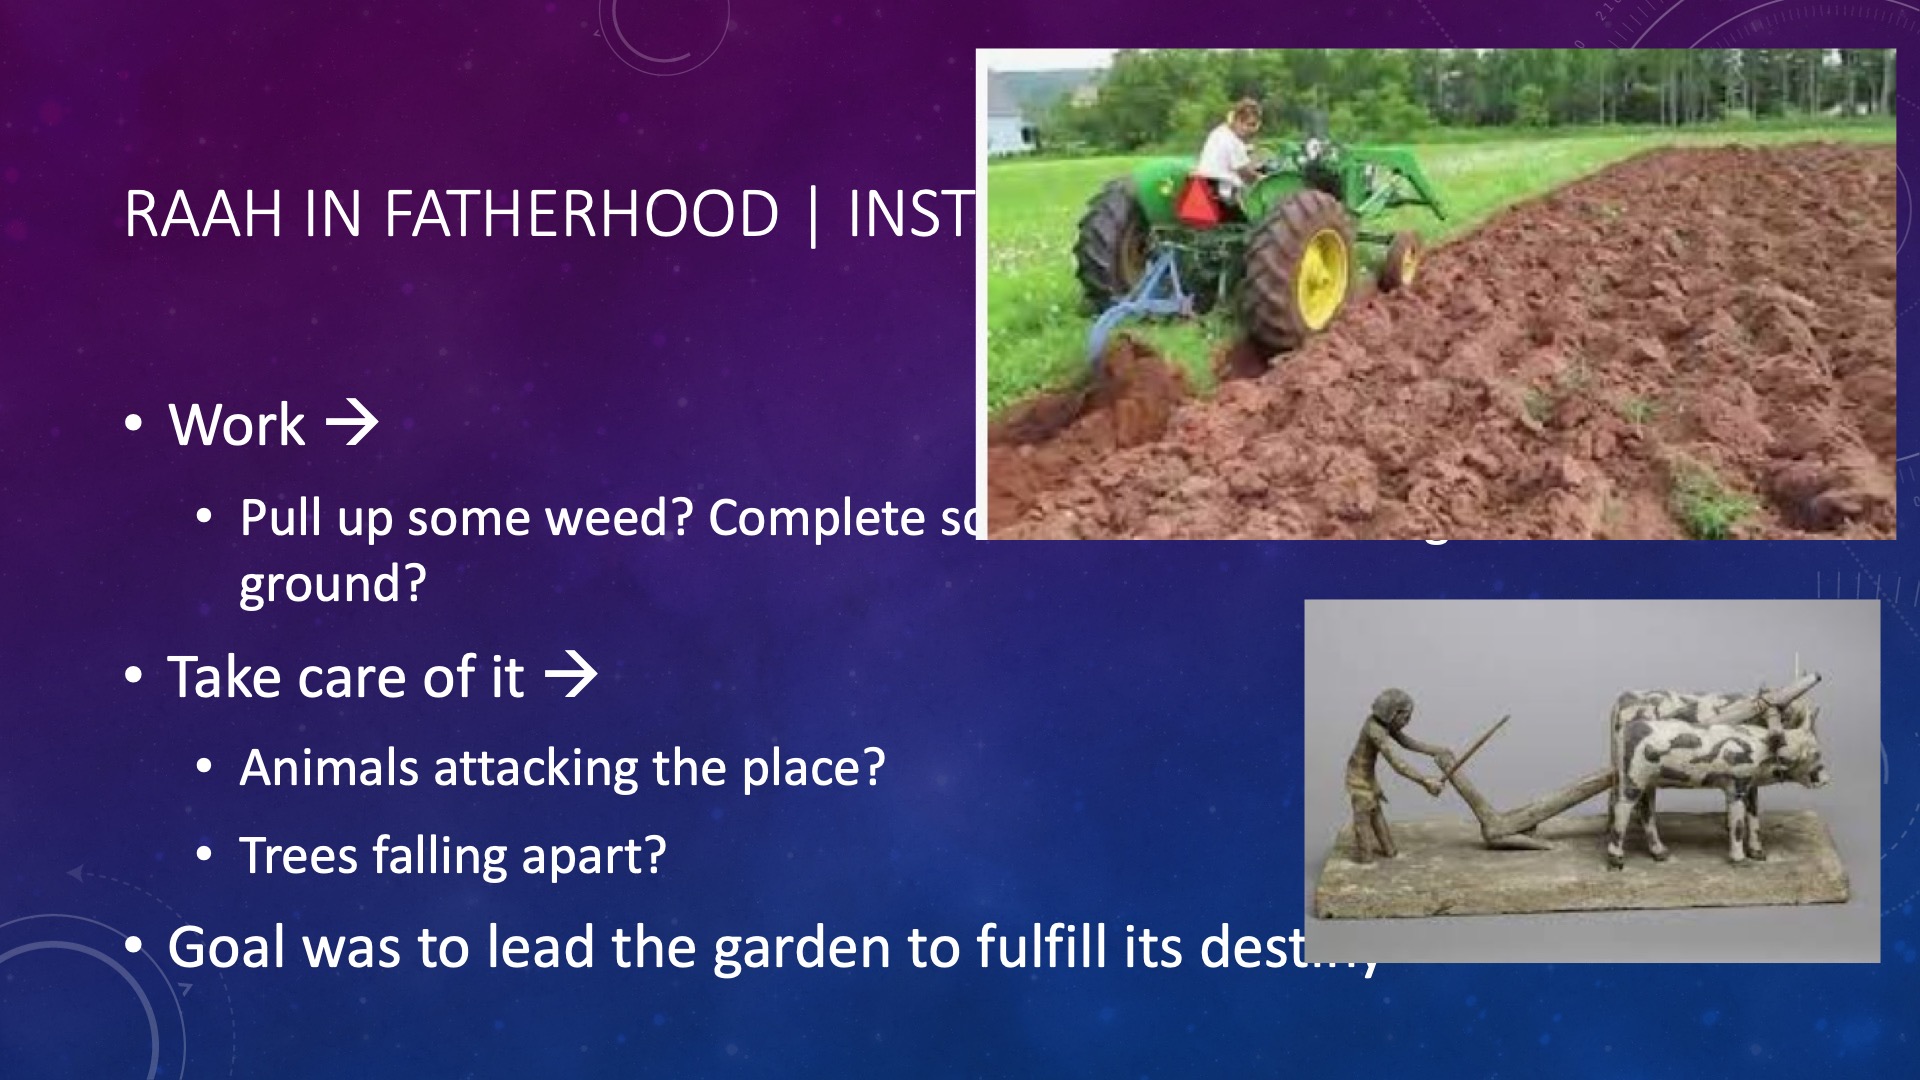 RAAH IN FATHERHOOD | INST
• Work →
• Pull up some weed? Complete
ground?
• Take care of it →
• Animals attacking the place?
• Trees falling apart?
• Goal was to lead the garden to fulfill its destiny